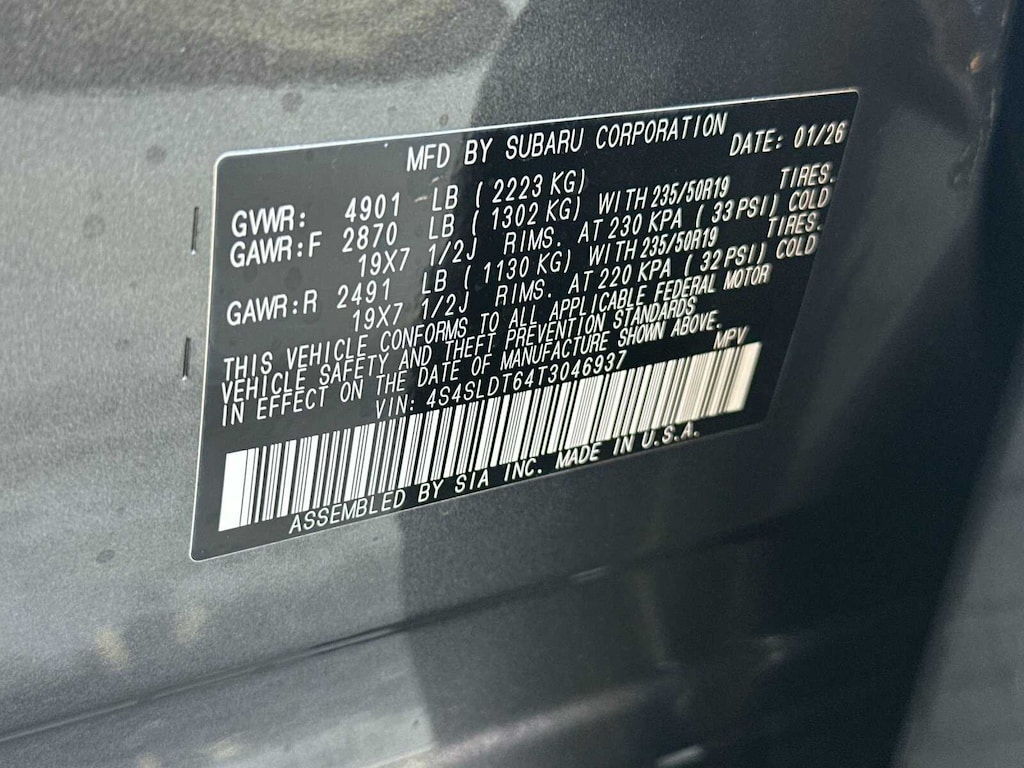 MFD BY SUBARU CORPORATION DATE: 01/26
GVWR: 4901 LB ( 2223 KG)
GAWR:F 2870 LB ( 1302 KG) WITH 235/50R19 TIRES.
19X7 1/2J RIMS. AT 230 KPA ( 33 PSI) COLD
GAWR:R 2491 LB ( 1130 KG) WITH 235/50R19 TIRES.
19X7 1/2J RIMS. AT 220 KPA ( 32 PSI) COLD
THIS VEHICLE CONFORMS TO ALL APPLICABLE FEDERAL MOTOR
VEHICLE SAFETY AND THEFT PREVENTION STANDARDS
IN EFFECT ON THE DATE OF MANUFACTURE SHOWN ABOVE.
VIN: 4S4SLDT64T3046937 MPV
ASSEMBLED BY SIA INC. MADE IN U.S.A.